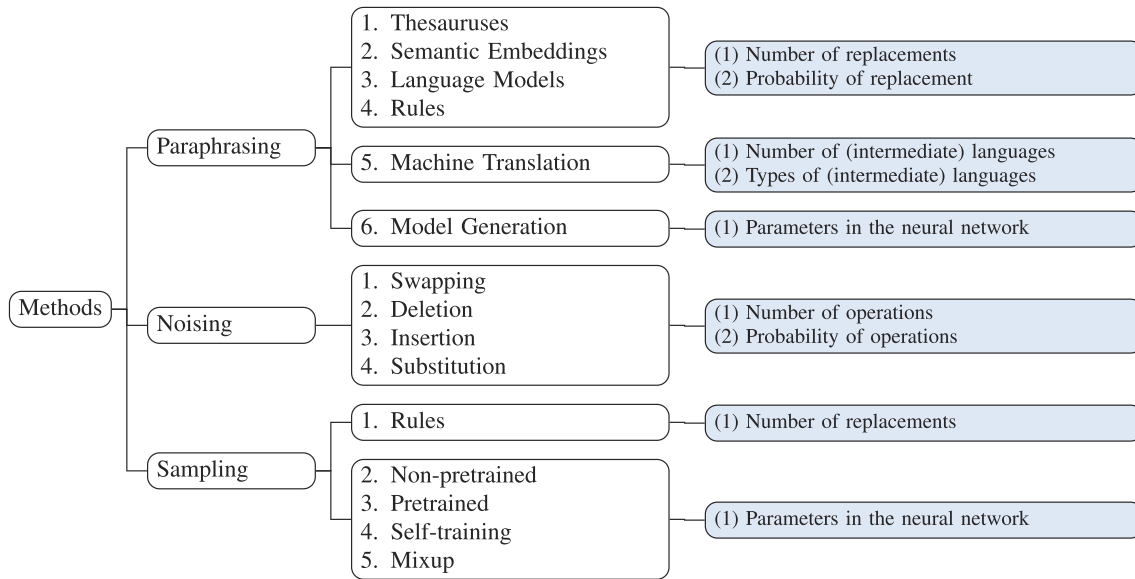 Methods
Paraphrasing
1. Thesauruses
2. Semantic Embeddings
3. Language Models
4. Rules
(1) Number of replacements
(2) Probability of replacement
5. Machine Translation
(1) Number of (intermediate) languages
(2) Types of (intermediate) languages
6. Model Generation
(1) Parameters in the neural network
Noising
1. Swapping
2. Deletion
3. Insertion
4. Substitution
(1) Number of operations
(2) Probability of operations
Sampling
1. Rules
(1) Number of replacements
2. Non-pretrained
3. Pretrained
4. Self-training
5. Mixup
(1) Parameters in the neural network